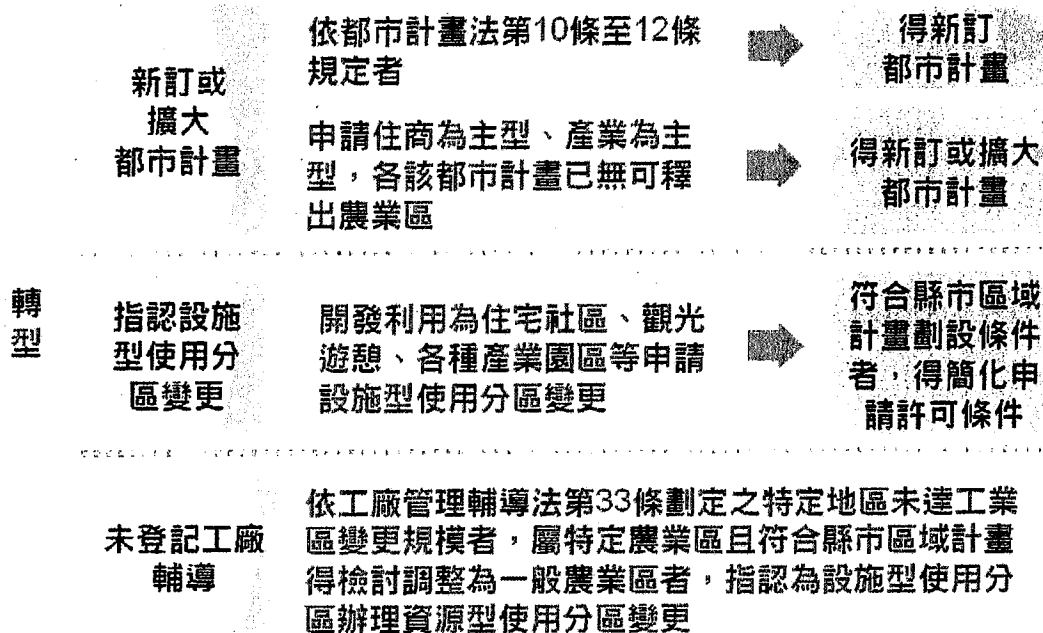 依都市計畫法第10條至12條
規定者
得新訂
都市計畫
新訂或
擴大
都市計畫
申請住商為主型、產業為主
型，各該都市計畫已無可釋
出農業區
得新訂或擴大
都市計畫
轉
型
指認設施
型使用分
區變更
開發利用為住宅社區、觀光
遊憩、各種產業園區等申請
設施型使用分區變更
符合縣市區域
計畫劃設條件
者，得簡化申
請許可條件
未登記工廠
輔導
依工廠管理輔導法第33條劃定之特定地區未達工業
區變更規模者，屬特定農業區且符合縣市區域計畫
得檢討調整為一般農業區者，指認為設施型使用分
區辦理資源型使用分區變更